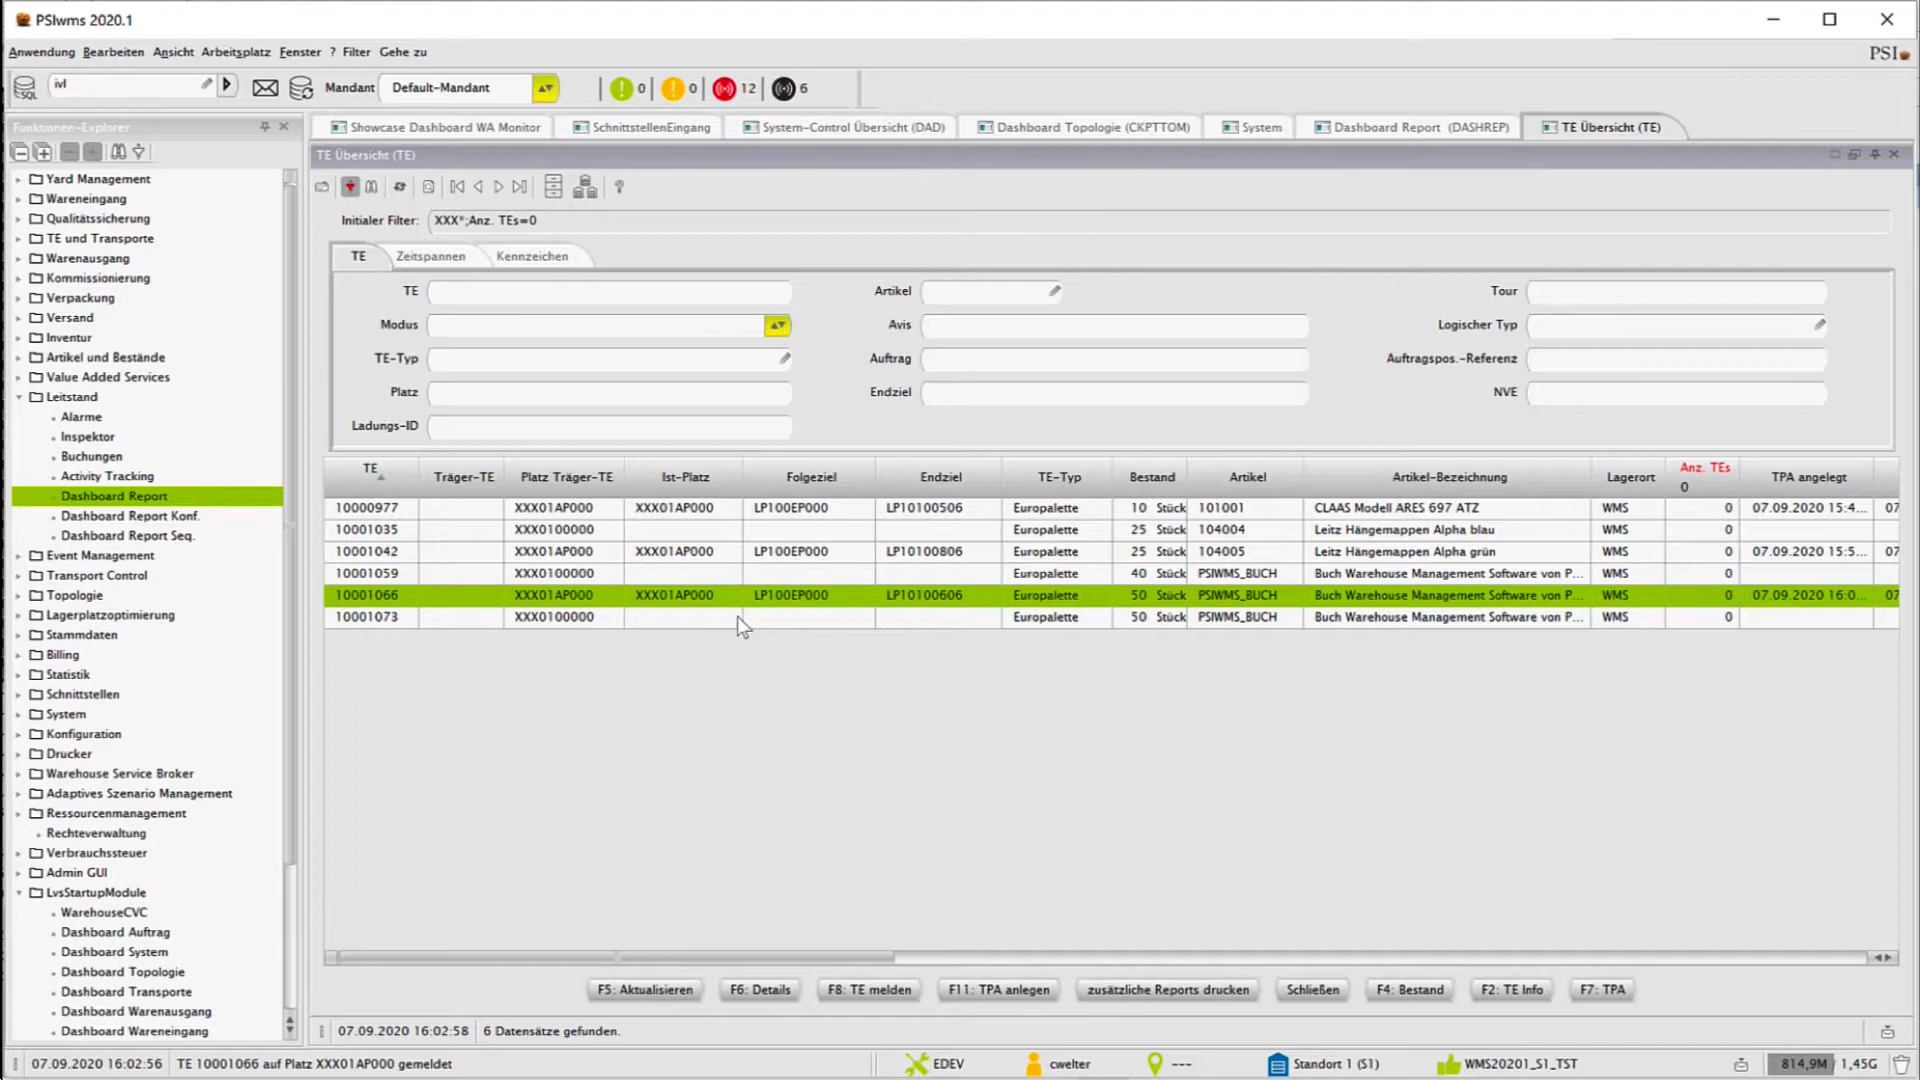 PSIwms 2020.1
Anwendung Bearbeiten Ansicht Arbeitsplatz Fenster ? Filter Gehe zu
PSI
SQL ivl Mandant Default-Mandant 0 0 12 6
Funktionen-Explorer
Showcase Dashboard WA Monitor SchnittstellenEingang System-Control Übersicht (DAD) Dashboard Topologie (CKPTTOM) System Dashboard Report (DASHREP) TE Übersicht (TE)
TE Übersicht (TE)
Initialer Filter: XXX*;Anz. TEs=0
TE Zeitspannen Kennzeichen
TE Artikel Tour
Modus Avis Logischer Typ
TE-Typ Auftrag Auftragspos.-Referenz
Platz Endziel NVE
Ladungs-ID
TE Träger-TE Platz Träger-TE Ist-Platz Folgeziel Endziel TE-Typ Bestand Artikel Artikel-Bezeichnung Lagerort Anz. TEs 0 TPA angelegt
10000977 XXX01AP000 XXX01AP000 LP100EP000 LP10100506 Europalette 10 Stück 101001 CLAAS Modell ARES 697 ATZ WMS 0 07.09.2020 15:4... 07
10001035 XXX0100000 Europalette 25 Stück 104004 Leitz Hängemappen Alpha blau WMS 0
10001042 XXX01AP000 XXX01AP000 LP100EP000 LP10100806 Europalette 25 Stück 104005 Leitz Hängemappen Alpha grün WMS 0 07.09.2020 15:5... 07
10001059 XXX0100000 Europalette 40 Stück PSIWMS_BUCH Buch Warehouse Management Software von P... WMS 0
10001066 XXX01AP000 XXX01AP000 LP100EP000 LP10100606 Europalette 50 Stück PSIWMS_BUCH Buch Warehouse Management Software von P... WMS 0 07.09.2020 16:0... 07
10001073 XXX0100000 Europalette 50 Stück PSIWMS_BUCH Buch Warehouse Management Software von P... WMS 0
Yard Management
Wareneingang
Qualitätssicherung
TE und Transporte
Warenausgang
Kommissionierung
Verpackung
Versand
Inventur
Artikel und Bestände
Value Added Services
Leitstand
Alarme
Inspektor
Buchungen
Activity Tracking
Dashboard Report
Dashboard Report Konf.
Dashboard Report Seq.
Event Management
Transport Control
Topologie
Lagerplatzoptimierung
Stammdaten
Billing
Statistik
Schnittstellen
System
Konfiguration
Drucker
Warehouse Service Broker
Adaptives Szenario Management
Ressourcenmanagement
Rechteverwaltung
Verbrauchssteuer
Admin GUI
LvsStartupModule
WarehouseCVC
Dashboard Auftrag
Dashboard System
Dashboard Topologie
Dashboard Transporte
Dashboard Warenausgang
Dashboard Wareneingang
F5: Aktualisieren F6: Details F8: TE melden F11: TPA anlegen zusätzliche Reports drucken Schließen F4: Bestand F2: TE Info F7: TPA
07.09.2020 16:02:58 6 Datensätze gefunden.
07.09.2020 16:02:56 TE 10001066 auf Platz XXX01AP000 gemeldet EDEV cwelter --- Standort 1 (S1) WMS20201_S1_TST 814,9M / 1,45G